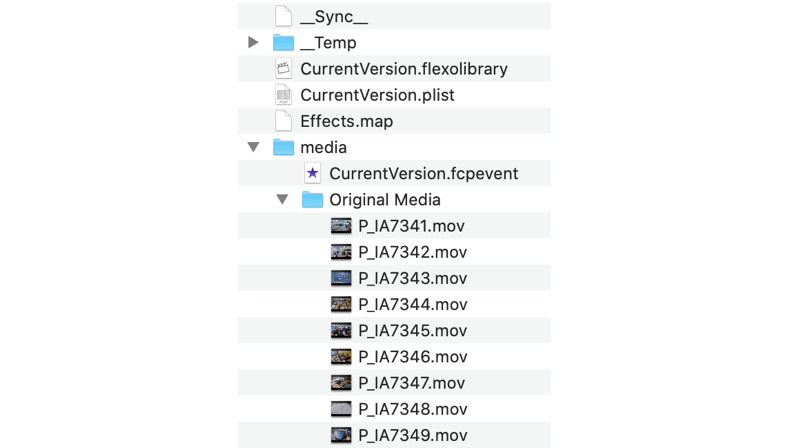 __Sync__
__Temp
CurrentVersion.flexolibrary
CurrentVersion.plist
Effects.map
media
CurrentVersion.fcpevent
Original Media
P_IA7341.mov
P_IA7342.mov
P_IA7343.mov
P_IA7344.mov
P_IA7345.mov
P_IA7346.mov
P_IA7347.mov
P_IA7348.mov
P_IA7349.mov